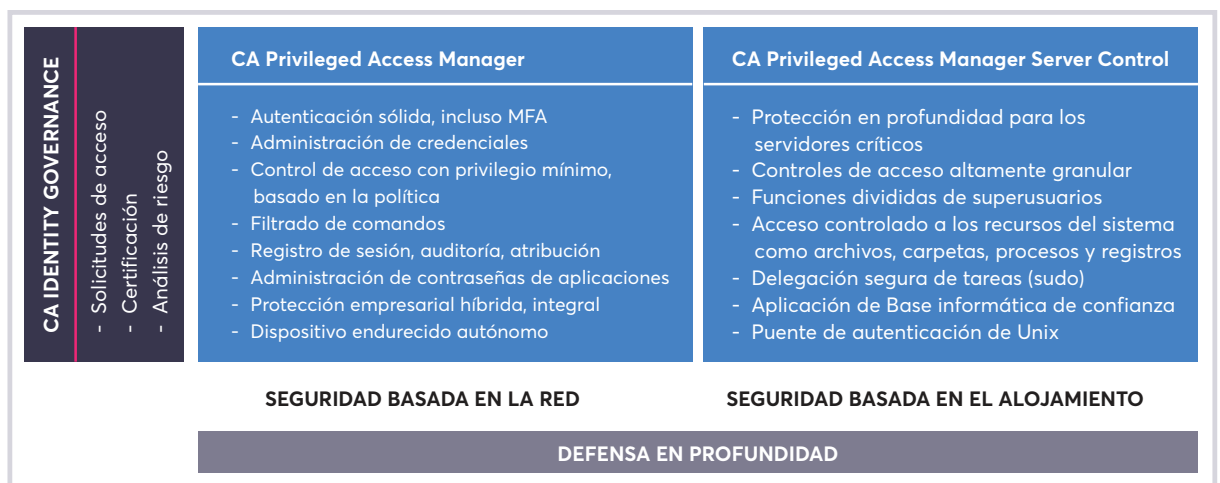 CA IDENTITY GOVERNANCE
- Solicitudes de acceso
- Certificación
- Análisis de riesgo
CA Privileged Access Manager
- Autenticación sólida, incluso MFA
- Administración de credenciales
- Control de acceso con privilegio mínimo,
basado en la política
- Filtrado de comandos
- Registro de sesión, auditoría, atribución
- Administración de contraseñas de aplicaciones
- Protección empresarial híbrida, integral
- Dispositivo endurecido autónomo
CA Privileged Access Manager Server Control
- Protección en profundidad para los
servidores críticos
- Controles de acceso altamente granular
- Funciones divididas de superusuarios
- Acceso controlado a los recursos del sistema
como archivos, carpetas, procesos y registros
- Delegación segura de tareas (sudo)
- Aplicación de Base informática de confianza
- Puente de autenticación de Unix
SEGURIDAD BASADA EN LA RED
SEGURIDAD BASADA EN EL ALOJAMIENTO
DEFENSA EN PROFUNDIDAD